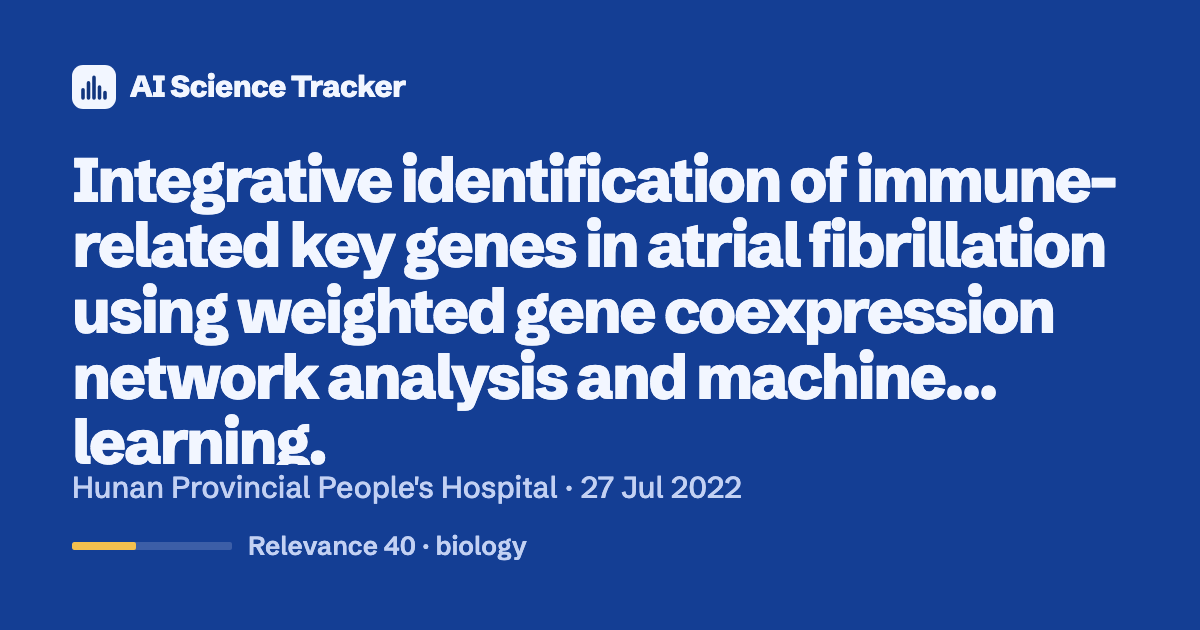 AI Science Tracker
Integrative identification of immune-
related key genes in atrial fibrillation
using weighted gene coexpression
network analysis and machine...
learning.
Hunan Provincial People's Hospital · 27 Jul 2022
Relevance 40 · biology